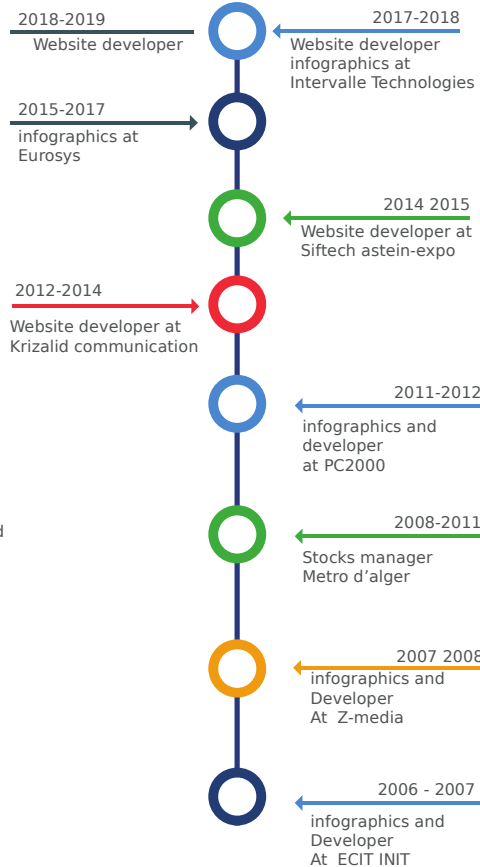 2018-2019
Website developer
2017-2018
Website developer
infographics at
Intervalle Technologies
2015-2017
infographics at
Eurosys
2014 2015
Website developer at
Siftech astein-expo
2012-2014
Website developer at
Krizalid communication
2011-2012
infographics and
developer
at PC2000
d
2008-2011
Stocks manager
Metro d’alger
2007 2008
infographics and
Developer
At  Z-media
2006 - 2007
infographics and
Developer
At  ECIT INIT